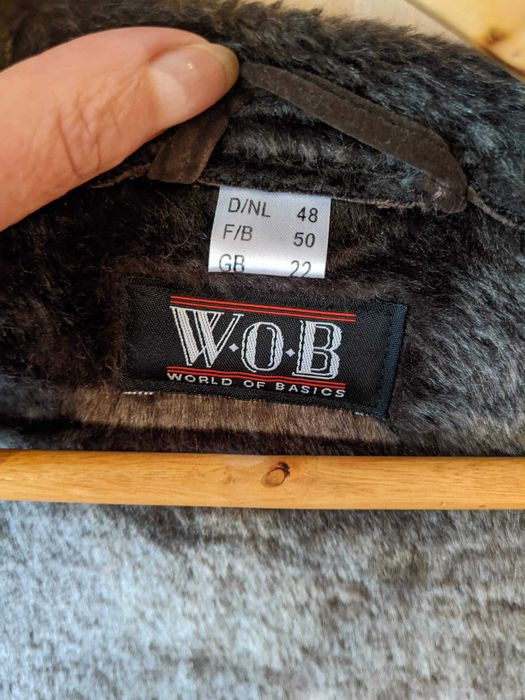 D/NL 48
F/B 50
GB 22
W·O·B
WORLD OF BASICS